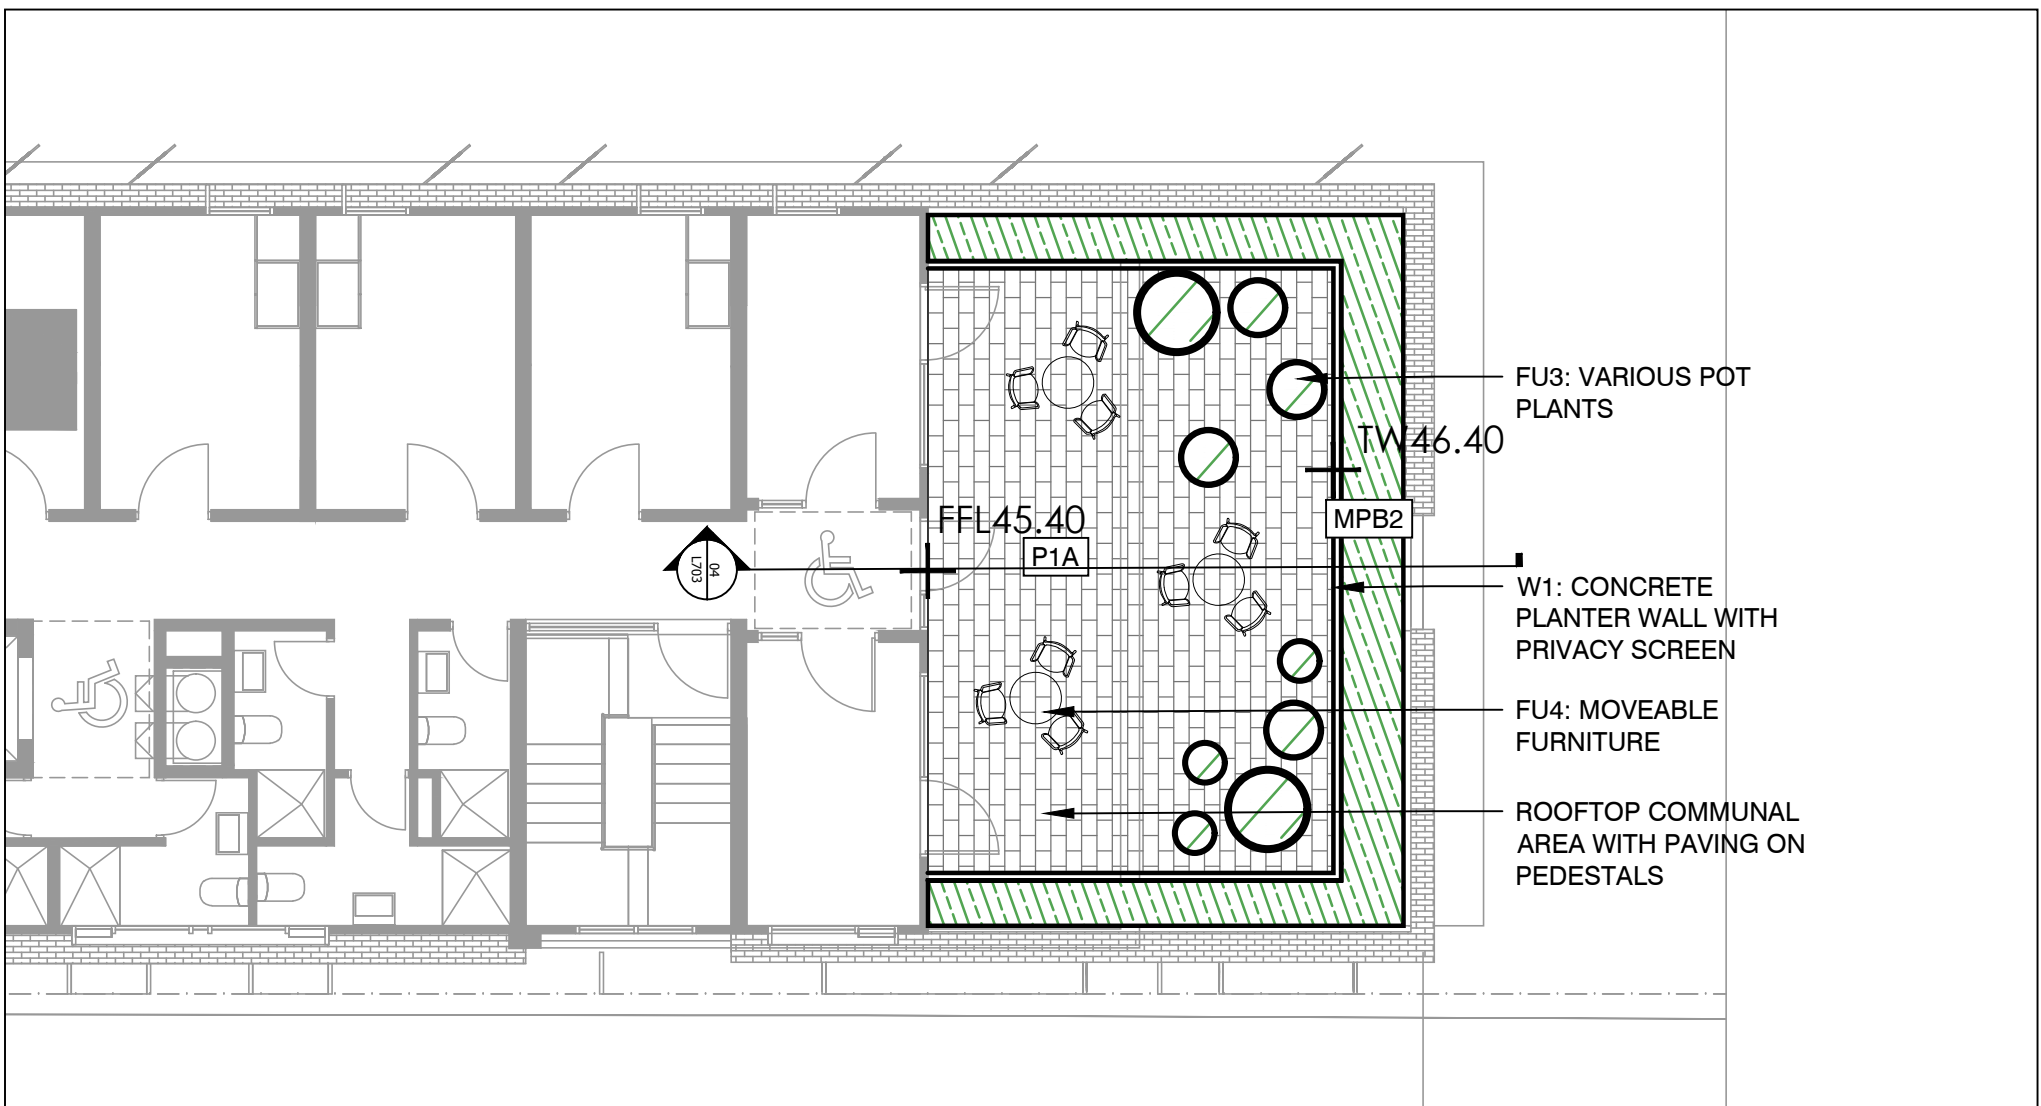 FU3: VARIOUS POT
PLANTS
TW46.40
MPB2
FFL45.40
P1A
04
L703
W1: CONCRETE
PLANTER WALL WITH
PRIVACY SCREEN
FU4: MOVEABLE
FURNITURE
ROOFTOP COMMUNAL
AREA WITH PAVING ON
PEDESTALS